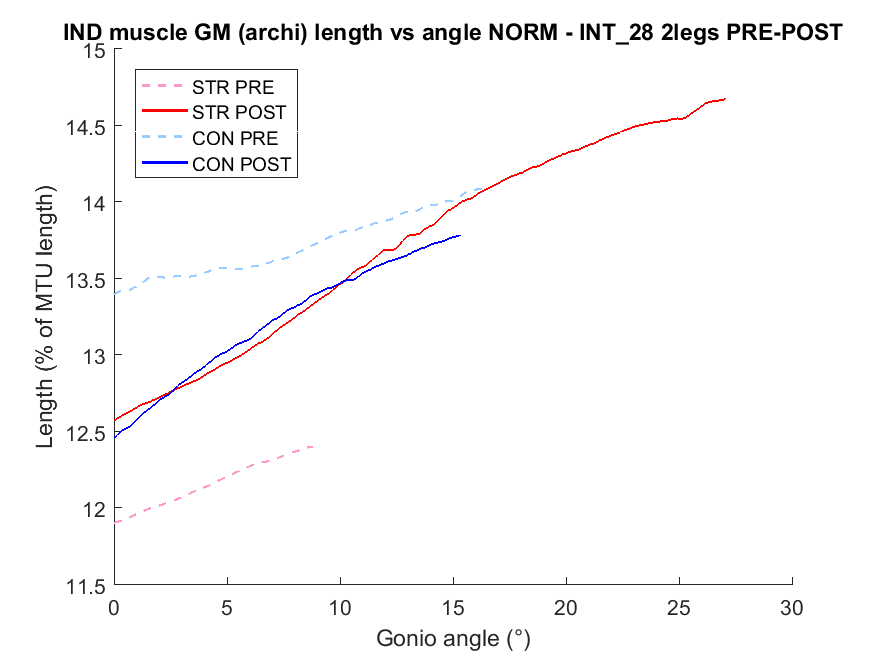 IND muscle GM (archi) length vs angle NORM - INT_28 2legs PRE-POST
15
14.5
14
13.5
13
12.5
12
11.5
Length (% of MTU length)
STR PRE
STR POST
CON PRE
CON POST
0
5
10
15
20
25
30
Gonio angle (°)